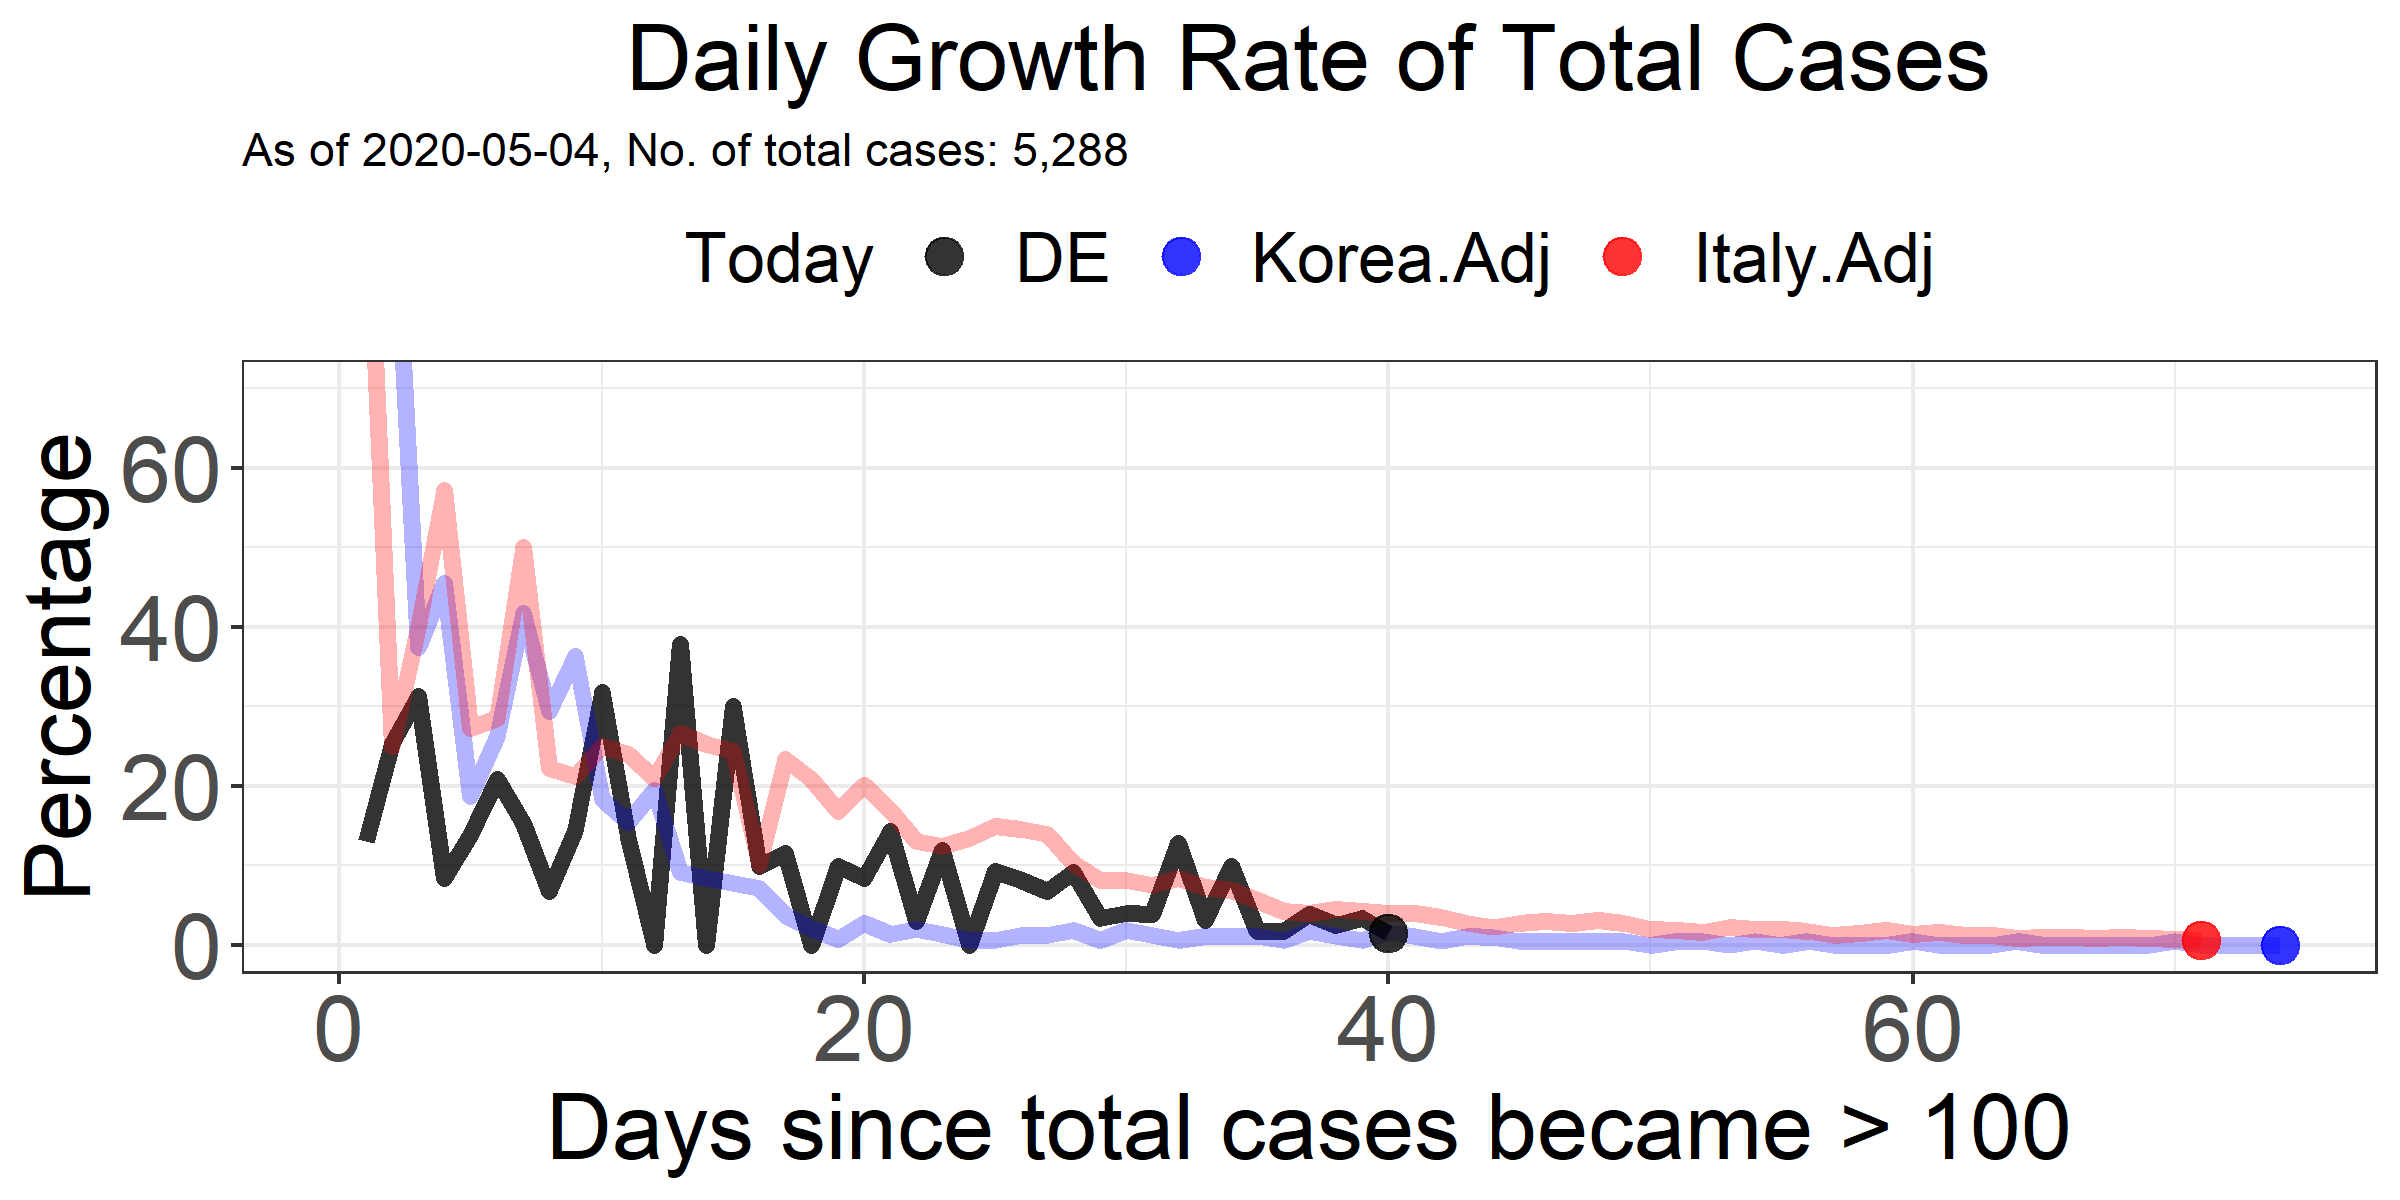 Daily Growth Rate of Total Cases
As of 2020-05-04, No. of total cases: 5,288
Today DE Korea.Adj Italy.Adj
Percentage
60
40
20
0
0 20 40 60
Days since total cases became > 100